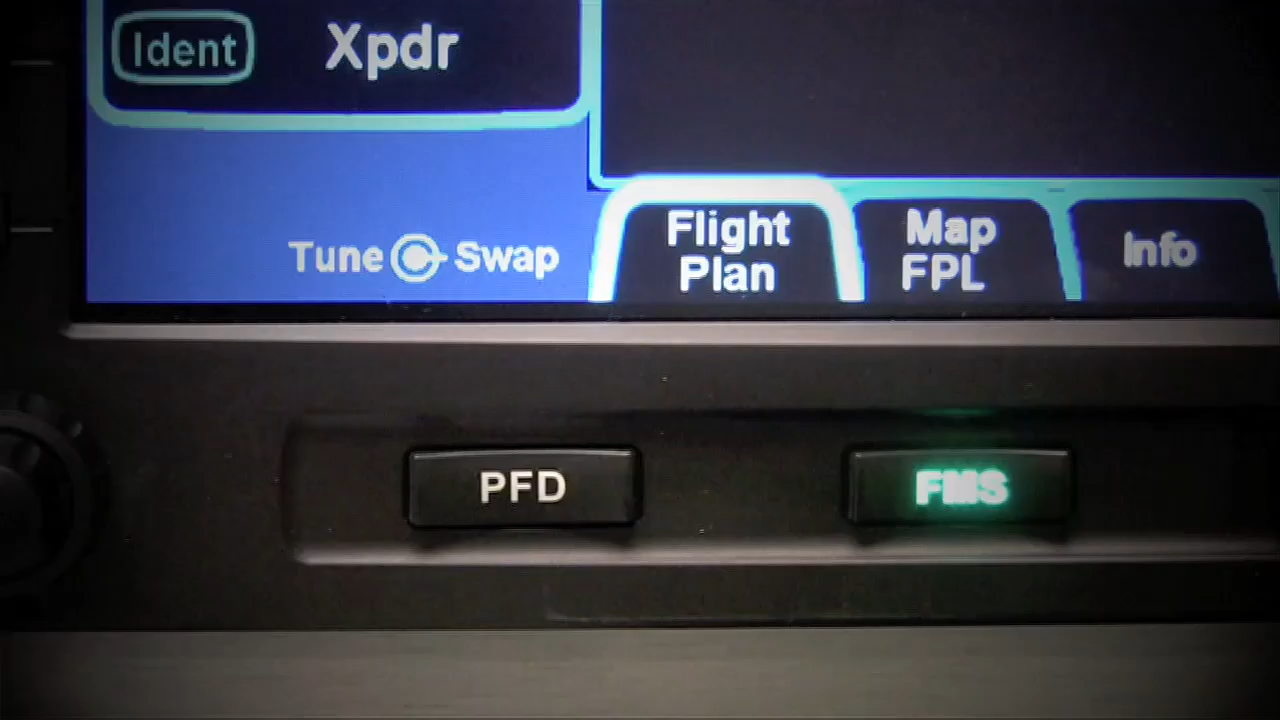 Ident
Xpdr
Tune Swap
Flight
Plan
Map
FPL
Info
PFD
FMS